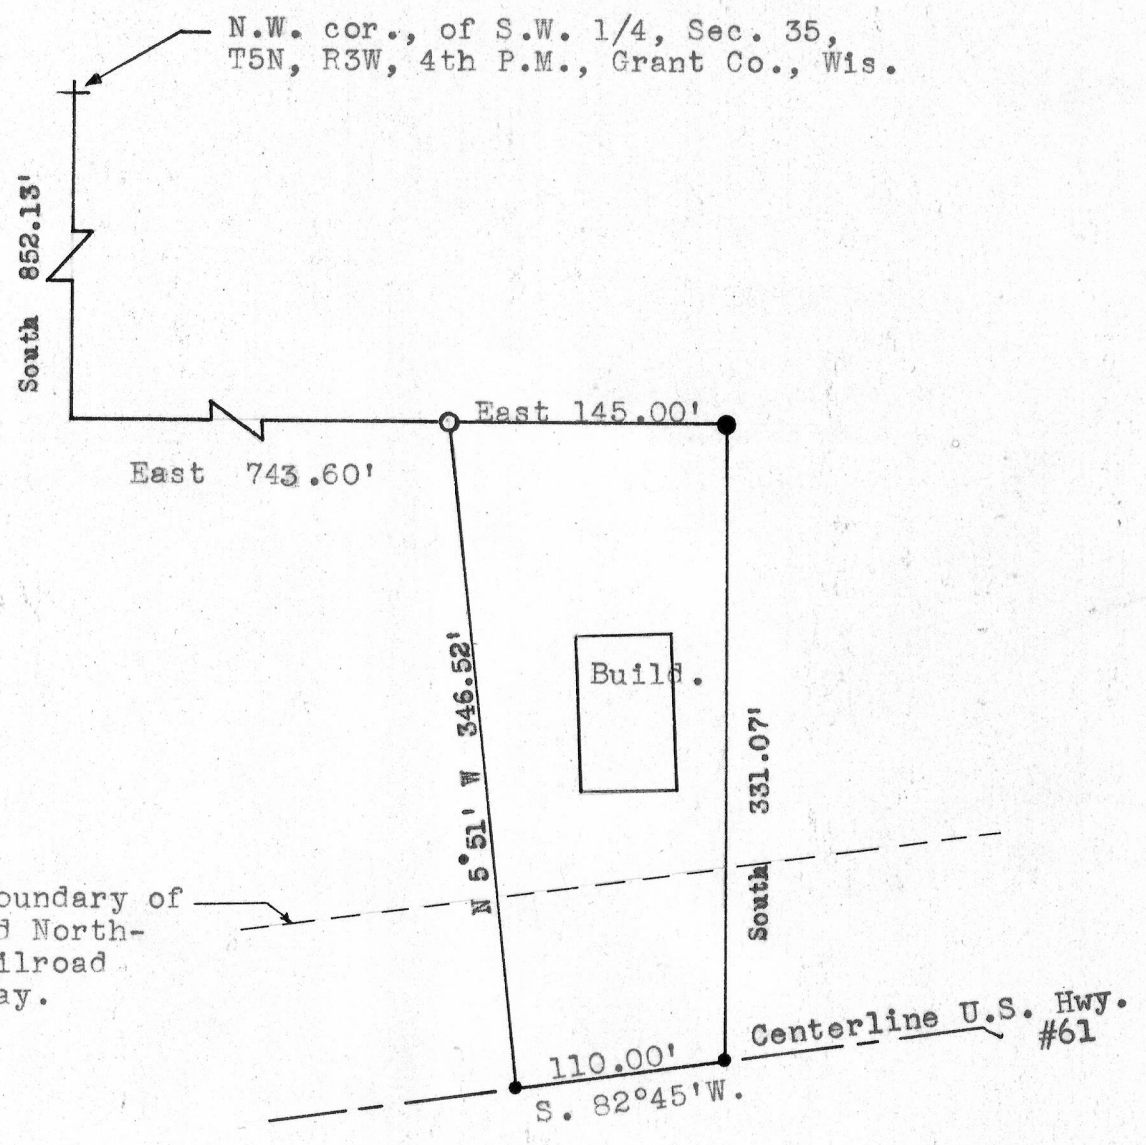 N.W. cor., of S.W. 1/4, Sec. 35,
T5N, R3W, 4th P.M., Grant Co., Wis.
South 852.13'
East 145.00'
East 743.60'
Build.
N 5°51' W 346.52'
South 331.07'
oundary of
d North-
ilroad
ay.
Centerline U.S. Hwy.
#61
110.00'
S. 82°45'W.